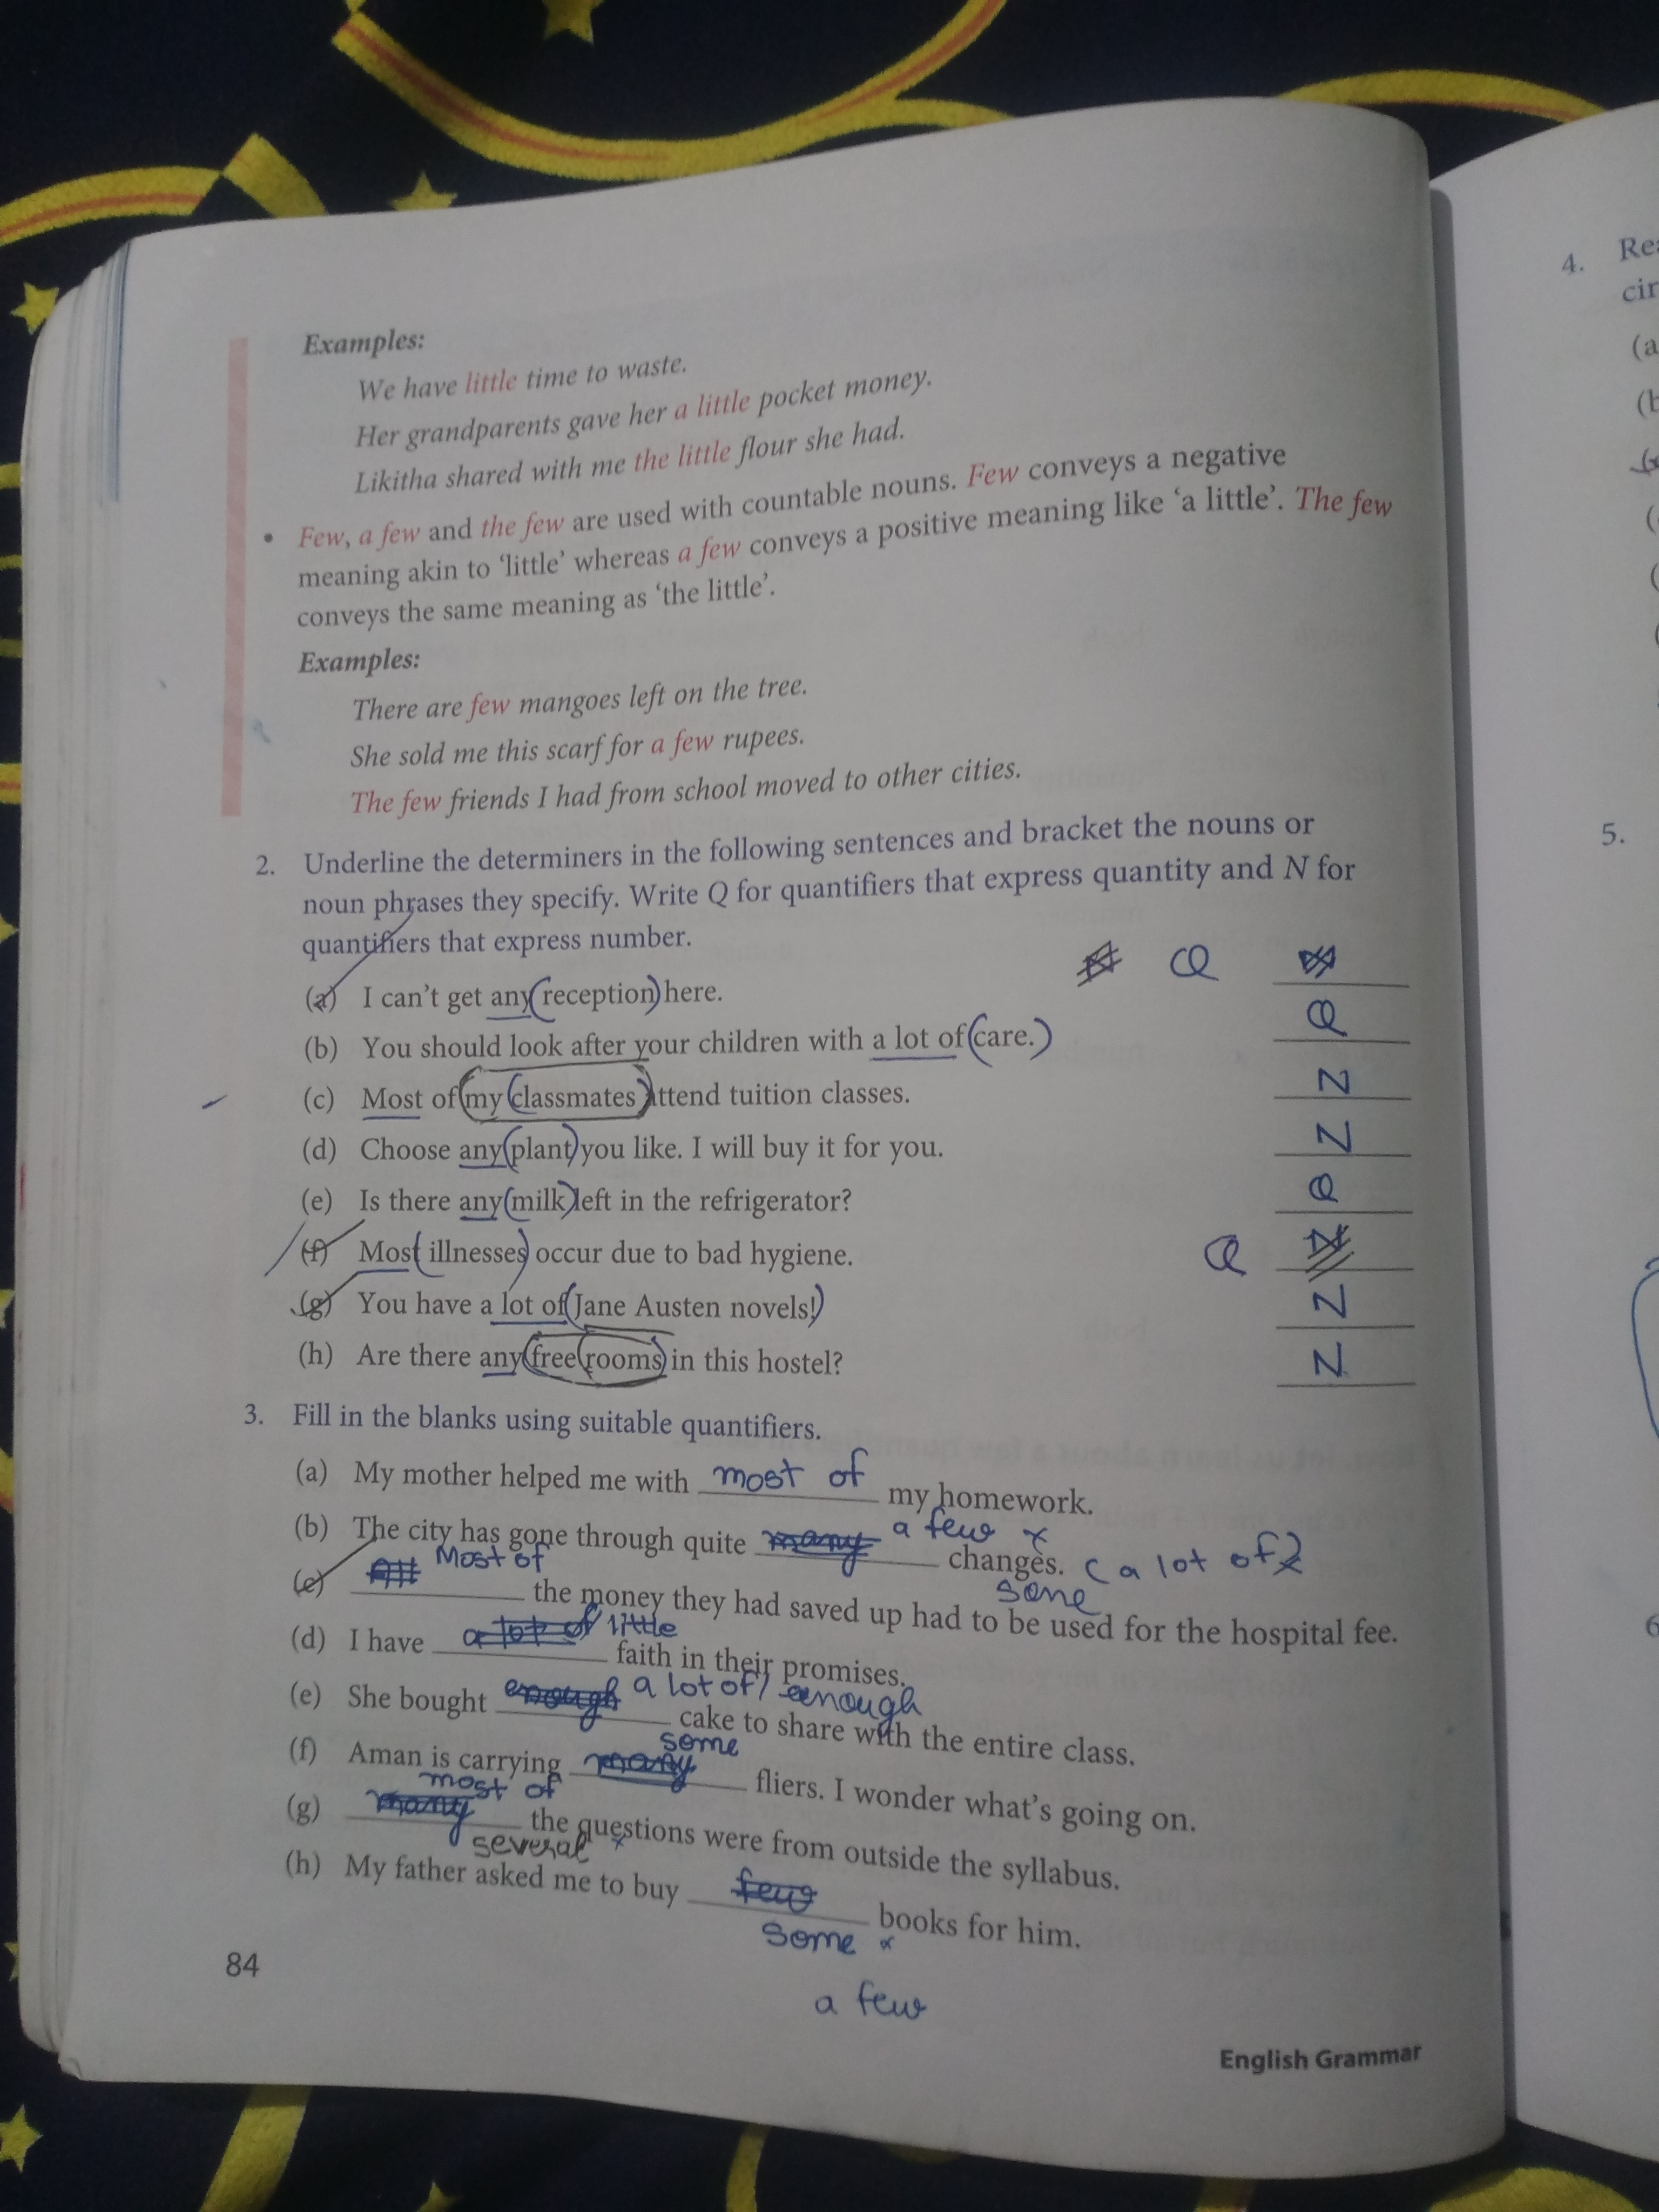 Examples:
We have little time to waste.
Her grandparents gave her a little pocket money.
Likitha shared with me the little flour she had.
• Few, a few and the few are used with countable nouns. Few conveys a negative
meaning akin to ‘little’ whereas a few conveys a positive meaning like ‘a little’. The few
conveys the same meaning as ‘the little’.
Examples:
There are few mangoes left on the tree.
She sold me this scarf for a few rupees.
The few friends I had from school moved to other cities.
2. Underline the determiners in the following sentences and bracket the nouns or
noun phrases they specify. Write Q for quantifiers that express quantity and N for
quantifiers that express number.
(a) I can't get any (reception) here. Q
(b) You should look after your children with a lot of (care.) Q
(c) Most of (my (classmates) attend tuition classes. N
(d) Choose any (plant) you like. I will buy it for you. N
(e) Is there any (milk) left in the refrigerator? Q
(f) Most (illnesses) occur due to bad hygiene. Q N
(g) You have a lot of (Jane Austen novels!) N
(h) Are there any (free (rooms) in this hostel? N
3. Fill in the blanks using suitable quantifiers.
(a) My mother helped me with most of my homework.
(b) The city has gone through quite many a few x changes. (a lot of)
(c) All Most of the money they had saved up had to be used for the hospital fee.
some
(d) I have a lot of little faith in their promises.
(e) She bought enough a lot of / enough cake to share with the entire class.
(f) Aman is carrying many some fliers. I wonder what's going on.
(g) many most of the questions were from outside the syllabus.
several x
(h) My father asked me to buy few books for him.
some x
a few
84
English Grammar
4. Re
cir
(a
(b
5.
6